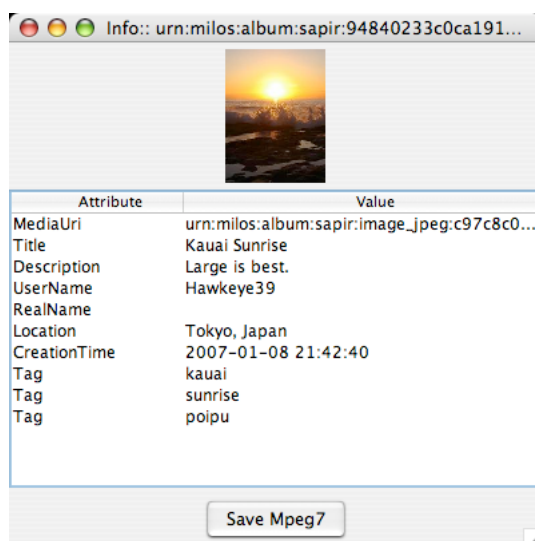 Info:: urn:milos:album:sapir:94840233c0ca191...
Attribute Value
MediaUri urn:milos:album:sapir:image_jpeg:c97c8c0...
Title Kauai Sunrise
Description Large is best.
UserName Hawkeye39
RealName
Location Tokyo, Japan
CreationTime 2007-01-08 21:42:40
Tag kauai
Tag sunrise
Tag poipu
Save Mpeg7